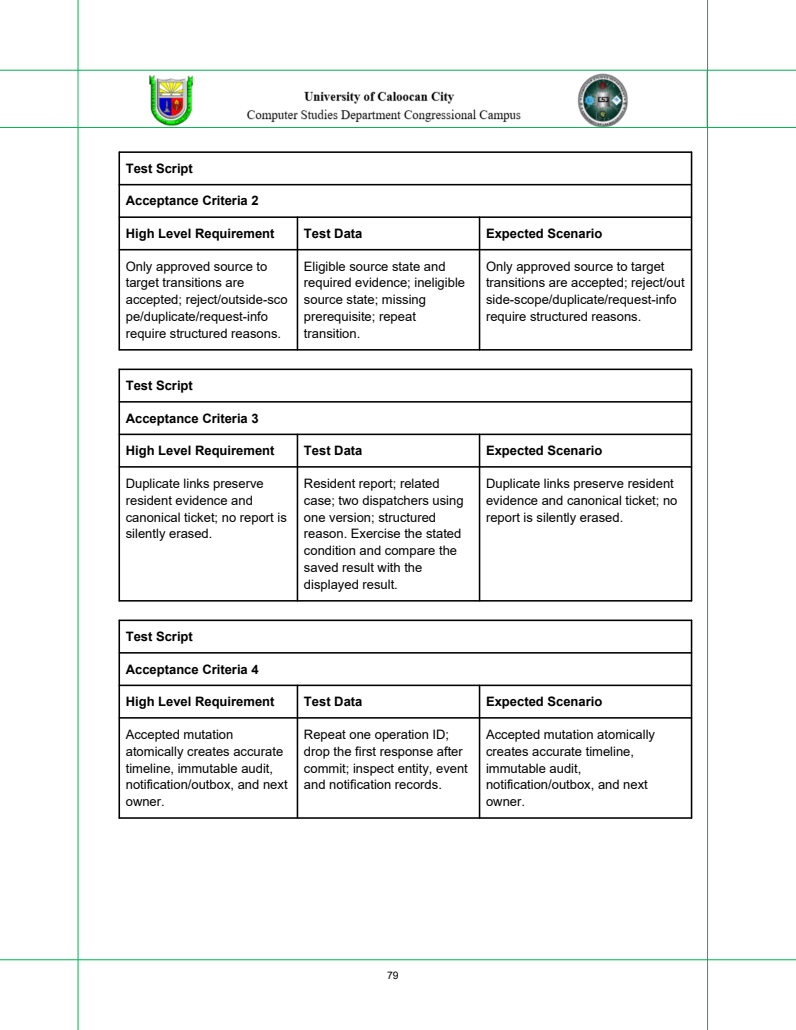 University of Caloocan City
Computer Studies Department Congressional Campus
Test Script
Acceptance Criteria 2
High Level Requirement
Test Data
Expected Scenario
Only approved source to
target transitions are
accepted; reject/outside-sco
pe/duplicate/request-info
require structured reasons.
Eligible source state and
required evidence; ineligible
source state; missing
prerequisite; repeat
transition.
Only approved source to target
transitions are accepted; reject/out
side-scope/duplicate/request-info
require structured reasons.
Test Script
Acceptance Criteria 3
High Level Requirement
Test Data
Expected Scenario
Duplicate links preserve
resident evidence and
canonical ticket; no report is
silently erased.
Resident report; related
case; two dispatchers using
one version; structured
reason. Exercise the stated
condition and compare the
saved result with the
displayed result.
Duplicate links preserve resident
evidence and canonical ticket; no
report is silently erased.
Test Script
Acceptance Criteria 4
High Level Requirement
Test Data
Expected Scenario
Accepted mutation
atomically creates accurate
timeline, immutable audit,
notification/outbox, and next
owner.
Repeat one operation ID;
drop the first response after
commit; inspect entity, event
and notification records.
Accepted mutation atomically
creates accurate timeline,
immutable audit,
notification/outbox, and next
owner.
79